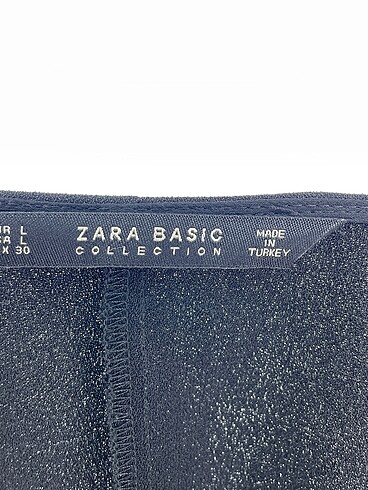 L
L
30
ZARA BASIC
COLLECTION
MADE
IN
TURKEY